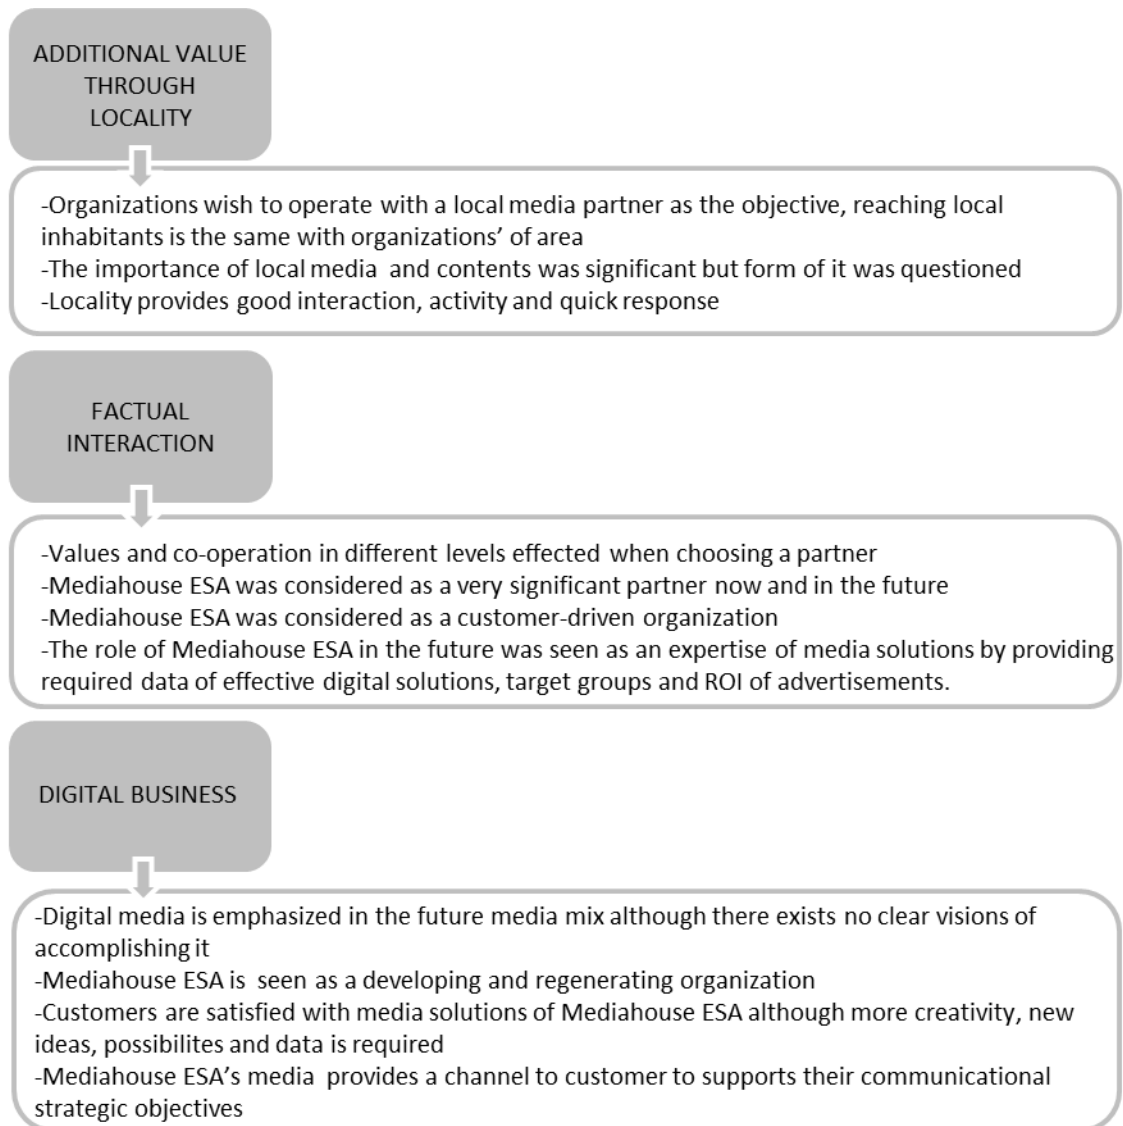 ADDITIONAL VALUE
THROUGH
LOCALITY
-Organizations wish to operate with a local media partner as the objective, reaching local
inhabitants is the same with organizations' of area
-The importance of local media and contents was significant but form of it was questioned
-Locality provides good interaction, activity and quick response
FACTUAL
INTERACTION
-Values and co-operation in different levels effected when choosing a partner
-Mediahouse ESA was considered as a very significant partner now and in the future
-Mediahouse ESA was considered as a customer-driven organization
-The role of Mediahouse ESA in the future was seen as an expertise of media solutions by providing
required data of effective digital solutions, target groups and ROI of advertisements.
DIGITAL BUSINESS
-Digital media is emphasized in the future media mix although there exists no clear visions of
accomplishing it
-Mediahouse ESA is seen as a developing and regenerating organization
-Customers are satisfied with media solutions of Mediahouse ESA although more creativity, new
ideas, possibilites and data is required
-Mediahouse ESA's media provides a channel to customer to supports their communicational
strategic objectives